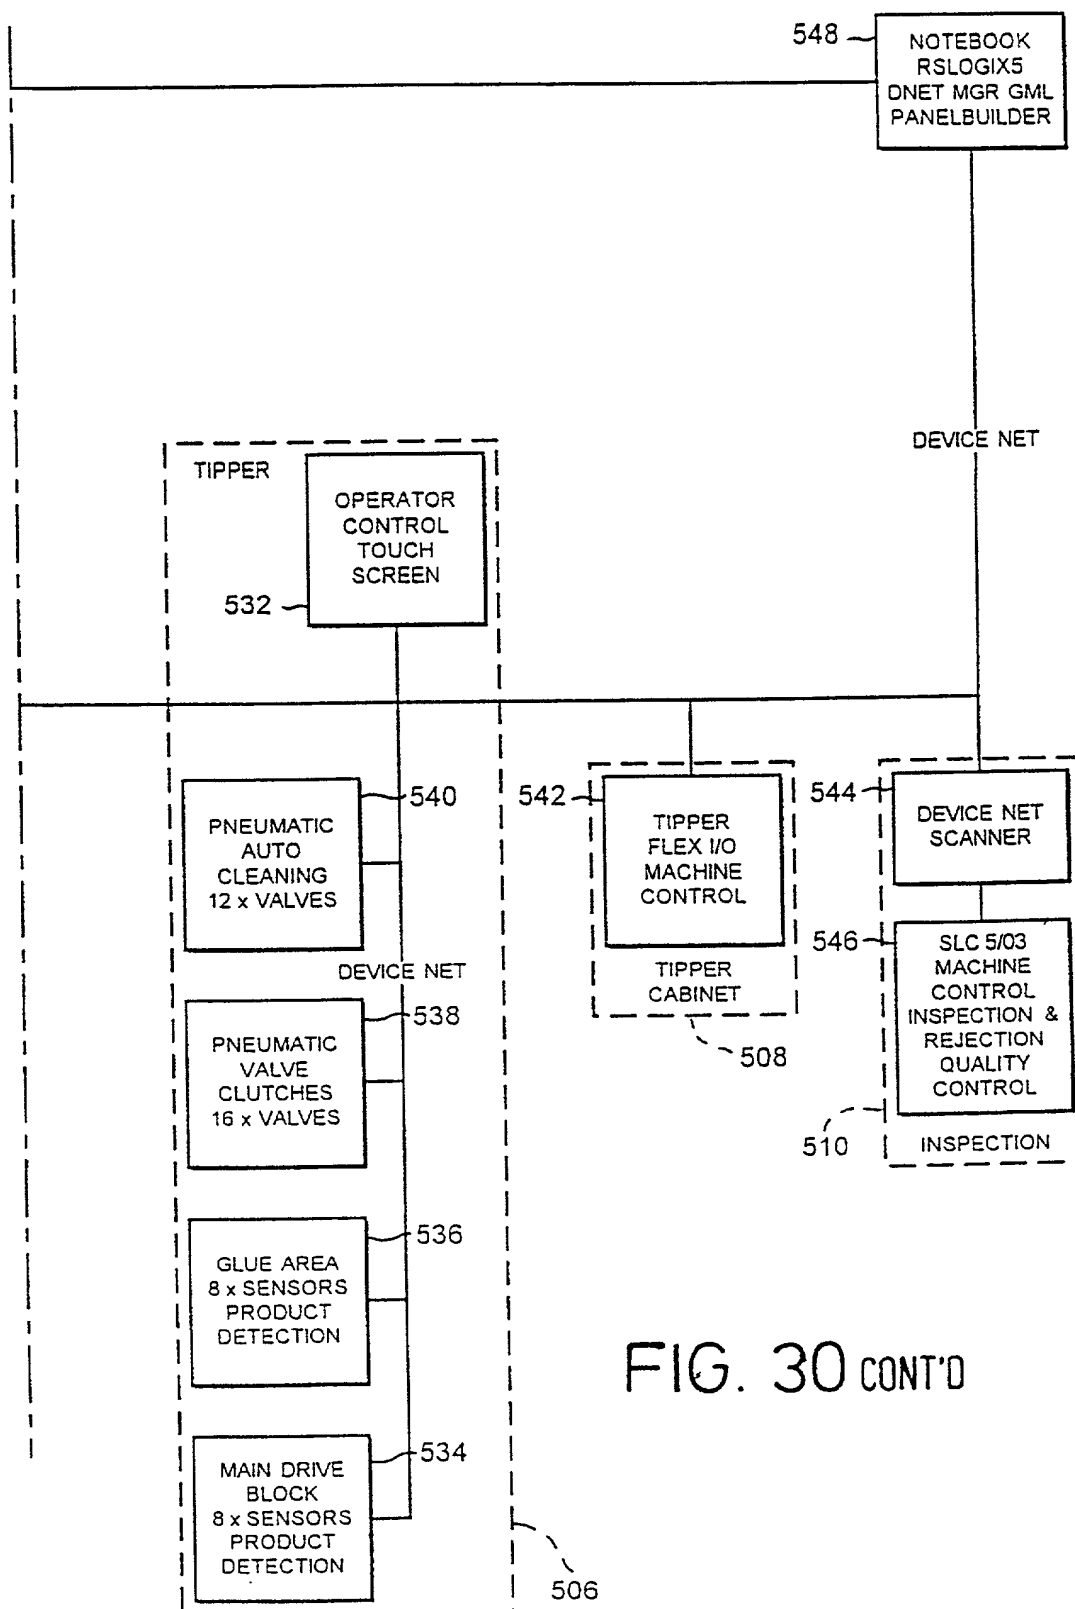 548
NOTEBOOK
RSLOGIX5
DNET MGR GML
PANELBUILDER
DEVICE NET
TIPPER
OPERATOR
CONTROL
TOUCH
SCREEN
532
540
PNEUMATIC
AUTO
CLEANING
12 x VALVES
542
TIPPER
FLEX I/O
MACHINE
CONTROL
TIPPER
CABINET
508
544
DEVICE NET
SCANNER
546
SLC 5/03
MACHINE
CONTROL
INSPECTION &
REJECTION
QUALITY
CONTROL
510
INSPECTION
DEVICE NET
538
PNEUMATIC
VALVE
CLUTCHES
16 x VALVES
536
GLUE AREA
8 x SENSORS
PRODUCT
DETECTION
534
MAIN DRIVE
BLOCK
8 x SENSORS
PRODUCT
DETECTION
506
FIG. 30 CONT'D